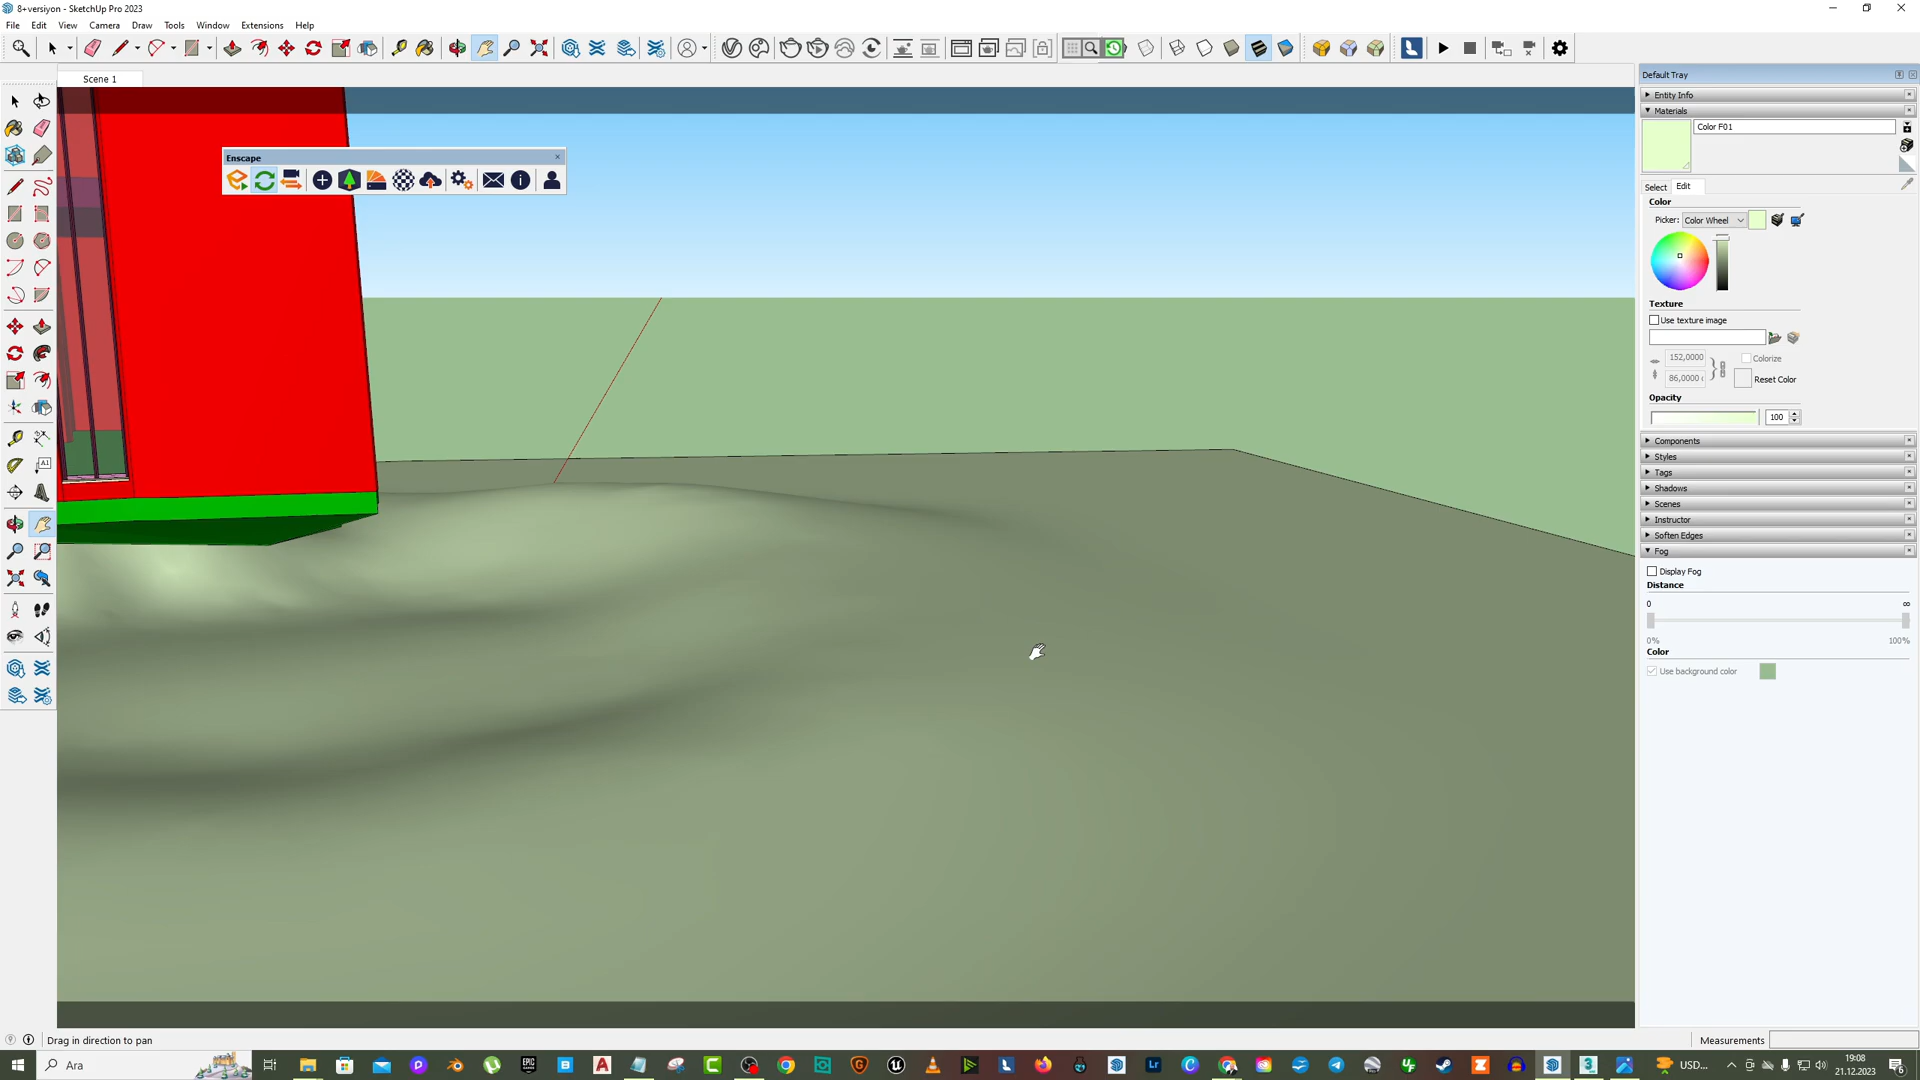 8+versiyon - SketchUp Pro 2023
File Edit View Camera Draw Tools Window Extensions Help
Scene 1
Enscape
Default Tray
Entity Info
Materials
Color F01
Select Edit
Color
Picker: Color Wheel
Texture
Use texture image
152,0000
Colorize
86,0000
Reset Color
Opacity
100
Components
Styles
Tags
Shadows
Scenes
Instructor
Soften Edges
Fog
Display Fog
Distance
0 ∞
0% 100%
Color
Use background color
Drag in direction to pan
Measurements
Ara
USD...
19:08
21.12.2023